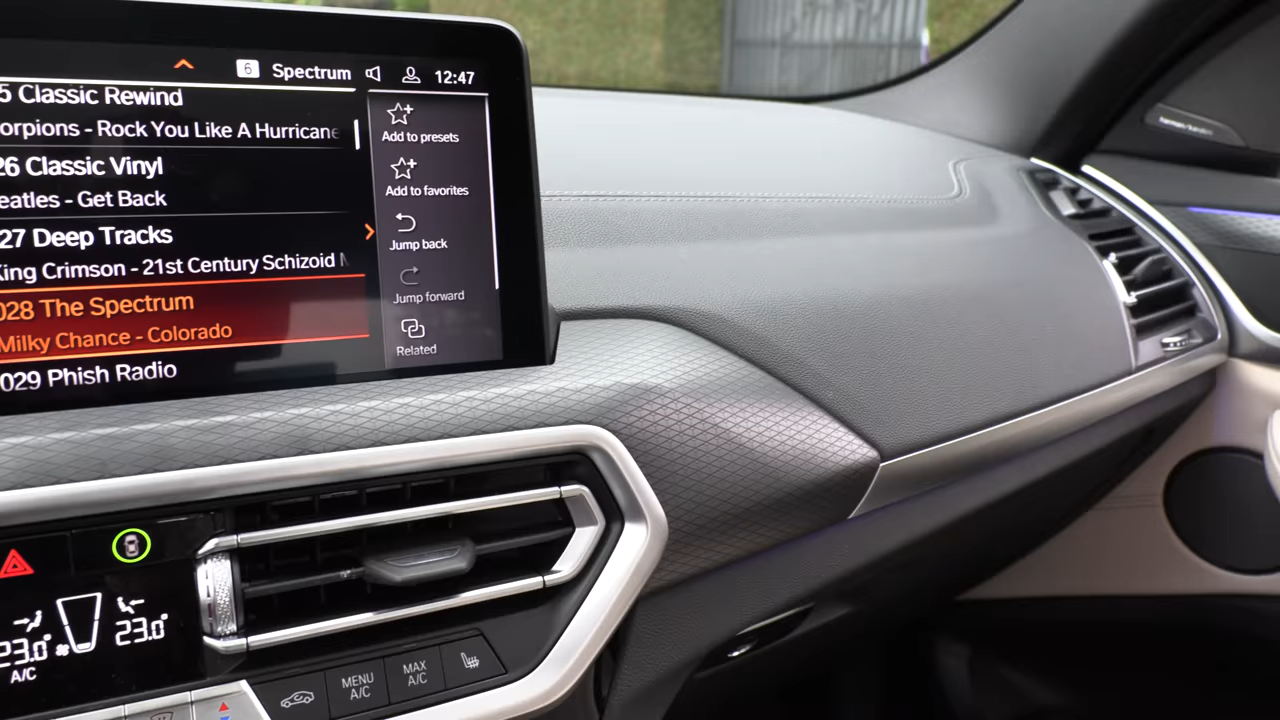 6 Spectrum 12:47
5 Classic Rewind
orpions - Rock You Like A Hurricane
26 Classic Vinyl
eatles - Get Back
27 Deep Tracks
King Crimson - 21st Century Schizoid
028 The Spectrum
Milky Chance - Colorado
029 Phish Radio
Add to presets
Add to favorites
Jump back
Jump forward
Related
harman/kardon
23.0°
A/C
23.0°
MENU
A/C
MAX
A/C